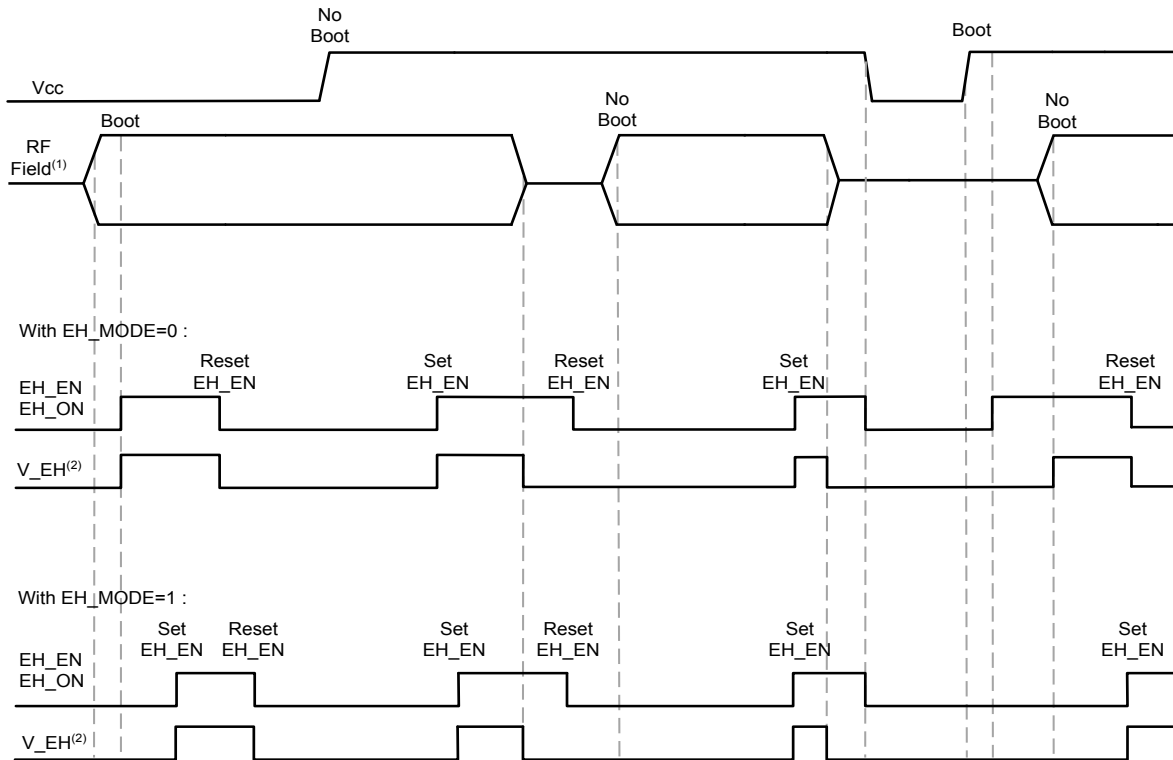 No
Boot
Boot
Vcc
Boot
No
Boot
No
Boot
RF
Field(1)
With EH_MODE=0 :
Reset
EH_EN
Set
EH_EN
Reset
EH_EN
Set
EH_EN
Reset
EH_EN
EH_EN
EH_ON
V_EH(2)
With EH_MODE=1 :
Set
EH_EN
Reset
EH_EN
Set
EH_EN
Reset
EH_EN
Set
EH_EN
Set
EH_EN
EH_EN
EH_ON
V_EH(2)